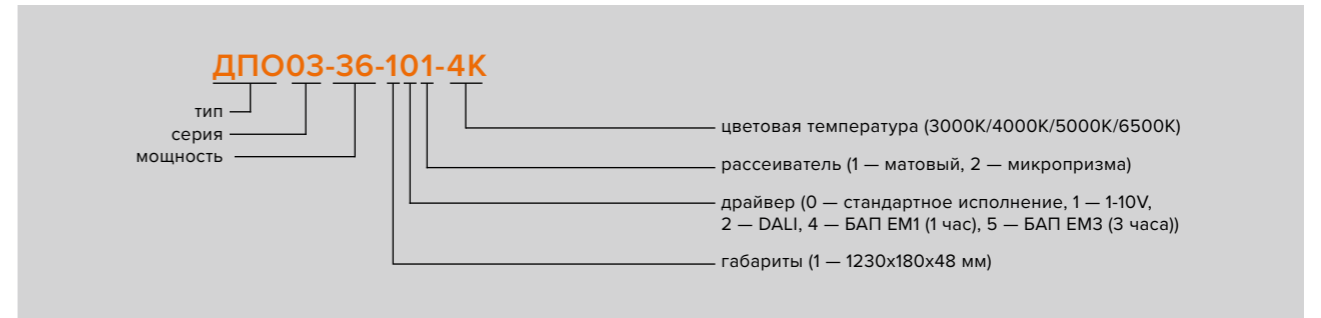 ДПО03-36-101-4К
тип
серия
мощность
цветовая температура (3000К/4000К/5000К/6500К)
рассеиватель (1 — матовый, 2 — микропризма)
драйвер (0 — стандартное исполнение, 1 — 1-10V,
2 — DALI, 4 — БАП ЕМ1 (1 час), 5 — БАП ЕМ3 (3 часа))
габариты (1 — 1230х180х48 мм)